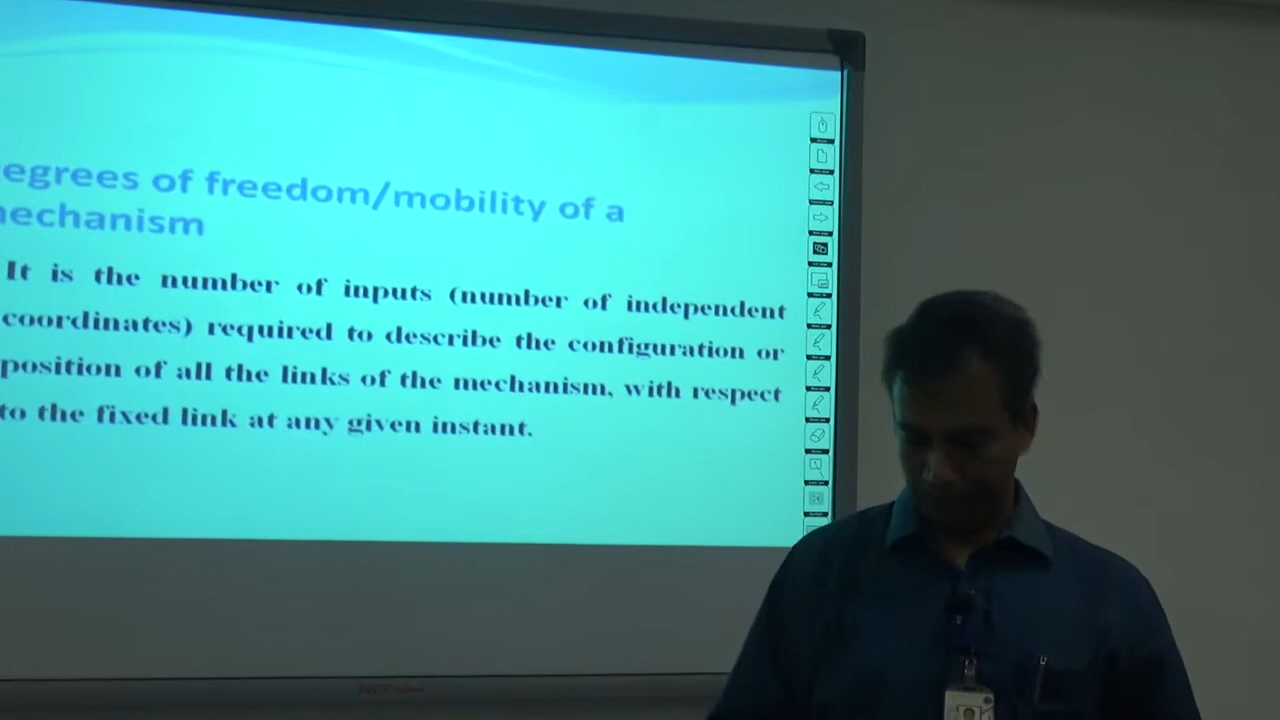 egrees of freedom/mobility of a
mechanism
It is the number of inputs (number of independent
coordinates) required to describe the configuration or
position of all the links of the mechanism, with respect
to the fixed link at any given instant.